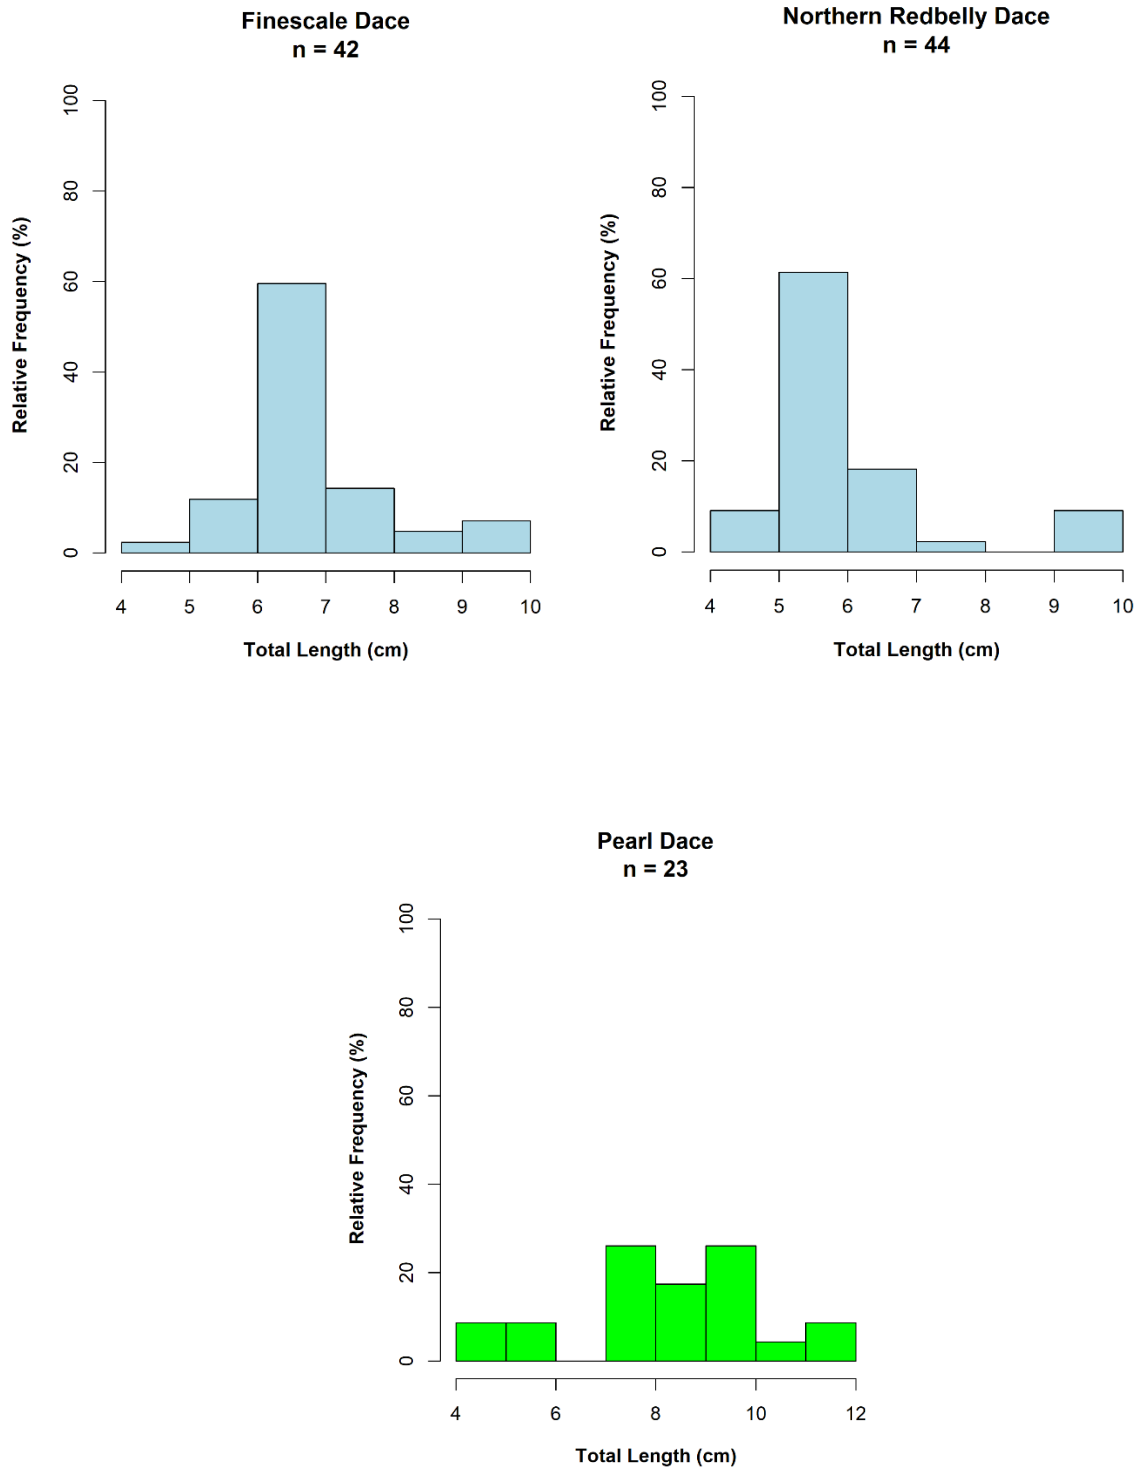 Finescale Dace
n = 42
Relative Frequency (%)
100
80
60
40
20
0
4 5 6 7 8 9 10
Total Length (cm)
Northern Redbelly Dace
n = 44
Relative Frequency (%)
100
80
60
40
20
0
4 5 6 7 8 9 10
Total Length (cm)
Pearl Dace
n = 23
Relative Frequency (%)
100
80
60
40
20
0
4 6 8 10 12
Total Length (cm)